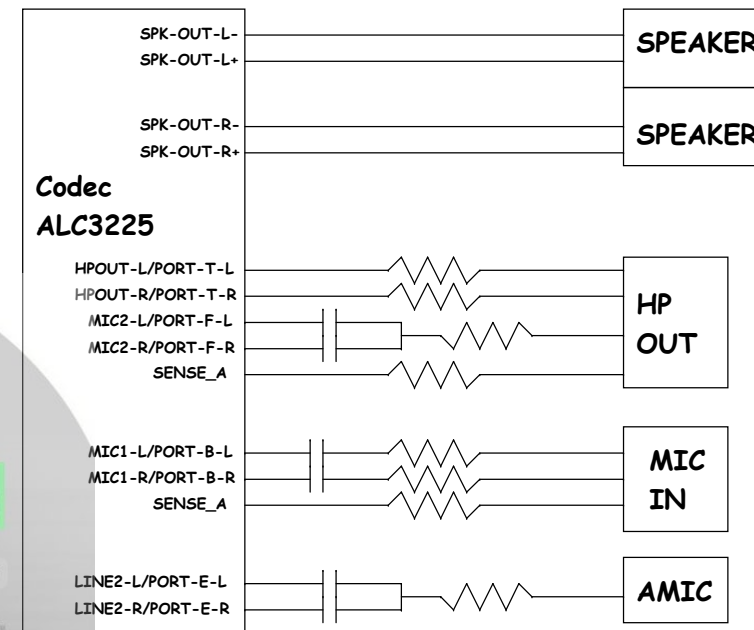 SPK-OUT-L-
SPK-OUT-L+
SPEAKER
SPK-OUT-R-
SPK-OUT-R+
SPEAKER
Codec
ALC3225
HPOUT-L/PORT-T-L
HPOUT-R/PORT-T-R
MIC2-L/PORT-F-L
MIC2-R/PORT-F-R
SENSE_A
HP
OUT
MIC1-L/PORT-B-L
MIC1-R/PORT-B-R
SENSE_A
MIC
IN
LINE2-L/PORT-E-L
LINE2-R/PORT-E-R
AMIC